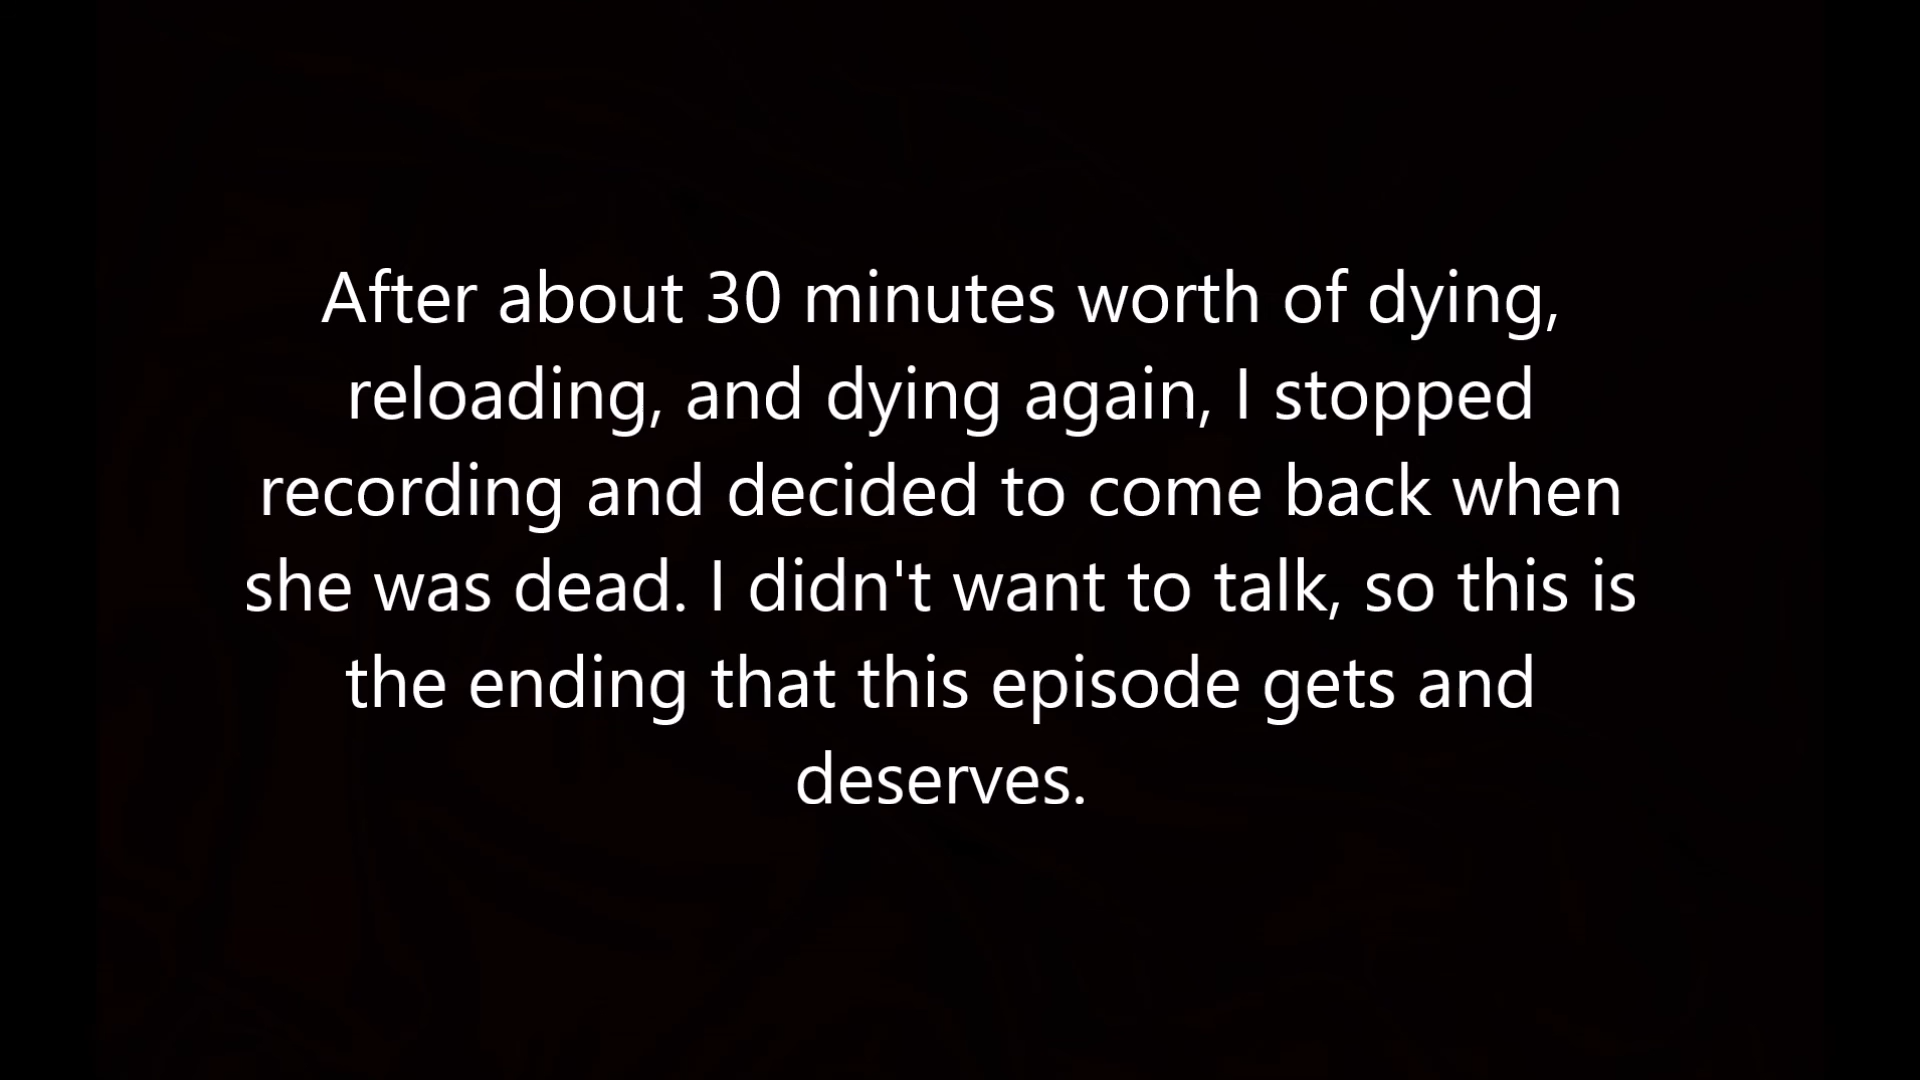 After about 30 minutes worth of dying,
reloading, and dying again, I stopped
recording and decided to come back when
she was dead. I didn't want to talk, so this is
the ending that this episode gets and
deserves.